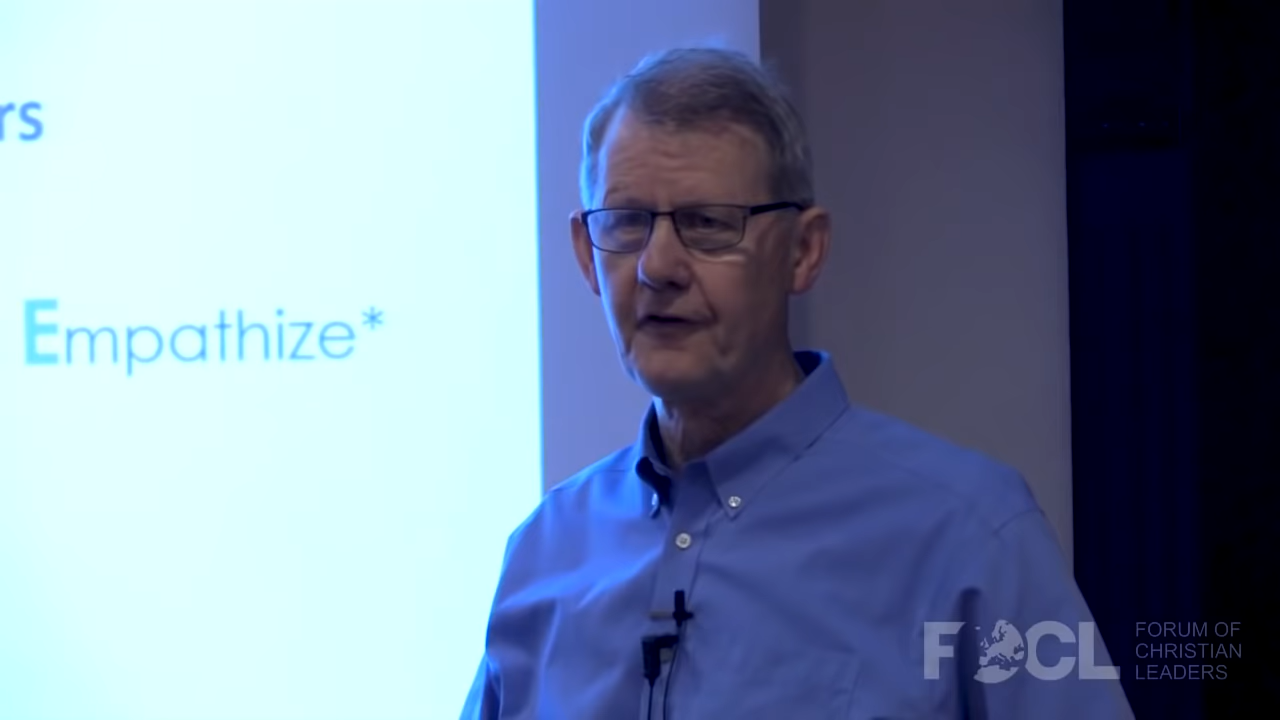 rs
Empathize*
FOCL
FORUM OF
CHRISTIAN
LEADERS